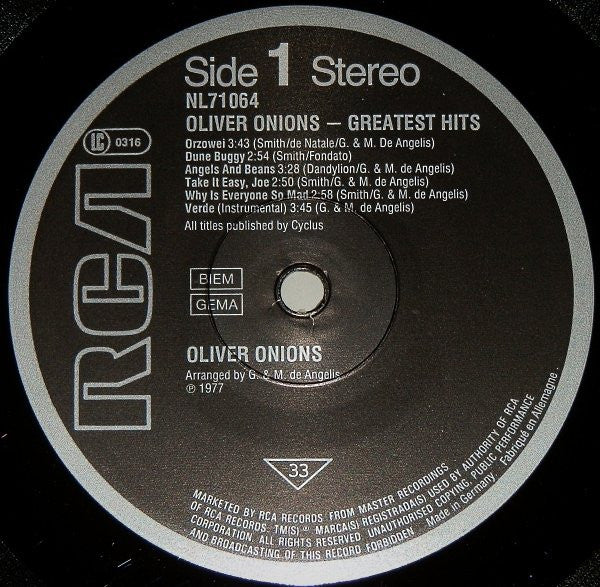 Side 1 Stereo
NL71064
OLIVER ONIONS – GREATEST HITS
Orzowei 3:43 (Smith/de Natale/G. & M. De Angelis)
Dune Buggy 2:54 (Smith/Fondato)
Angels And Beans 3:28 (Dandylion/G. & M. de Angelis)
Take It Easy, Joe 2:50 (Smith/G. & M. de Angelis)
Why Is Everyone So Mad 2:58 (Smith/G. & M. de Angelis)
Verde (Instrumental) 3:45 (G. & M. de Angelis)
All titles published by Cyclus
LC 0316
RCA
BIEM
GEMA
OLIVER ONIONS
Arranged by G. & M. de Angelis
℗ 1977
33
MARKETED BY RCA RECORDS FROM MASTER RECORDINGS
OF RCA RECORDS. TM(S) ® MARCA(S) REGISTRADA(S) USED BY AUTHORITY OF RCA
CORPORATION. ALL RIGHTS RESERVED. UNAUTHORISED COPYING, PUBLIC PERFORMANCE
AND BROADCASTING OF THIS RECORD FORBIDDEN. Made in Germany. Fabriqué en Allemagne.